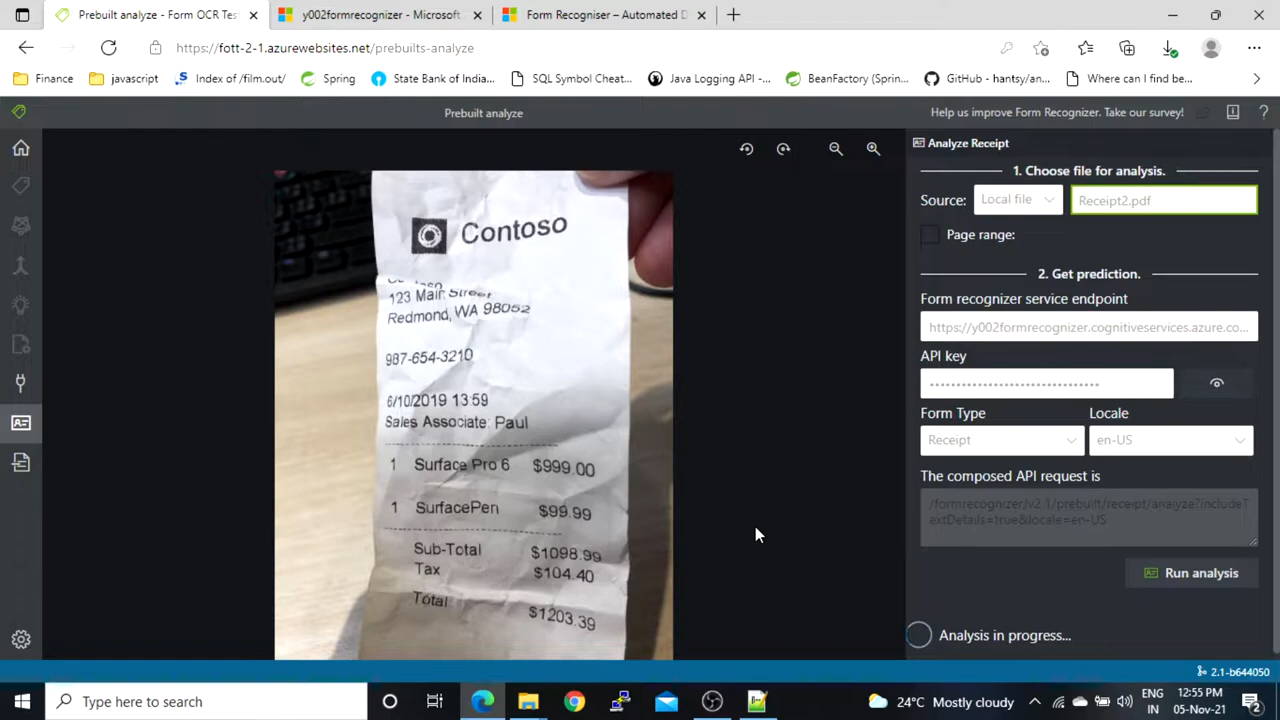 Prebuilt analyze - Form OCR Tes
y002formrecognizer - Microsoft
Form Recogniser – Automated D
https://fott-2-1.azurewebsites.net/prebuilts-analyze
Finance
javascript
Index of /film.out/
Spring
State Bank of India...
SQL Symbol Cheat...
Java Logging API -...
BeanFactory (Sprin...
GitHub - hantsy/an...
Where can I find be...
Prebuilt analyze
Help us improve Form Recognizer. Take our survey!
Contoso
123 Main Street
Redmond, WA 98052
987-654-3210
6/10/2019 13:59
Sales Associate: Paul
1 Surface Pro 6 $999.00
1 SurfacePen $99.99
Sub-Total $1098.99
Tax $104.40
Total $1203.39
Analyze Receipt
1. Choose file for analysis.
Source: Local file Receipt2.pdf
Page range:
2. Get prediction.
Form recognizer service endpoint
https://y002formrecognizer.cognitiveservices.azure.co...
API key
Form Type Locale
Receipt en-US
The composed API request is
/formrecognizer/v2.1/prebuilt/receipt/analyze?includeT
extDetails=true&locale=en-US
Run analysis
Analysis in progress...
2.1-b644050
Type here to search
24°C Mostly cloudy
ENG
IN
12:55 PM
05-Nov-21
2